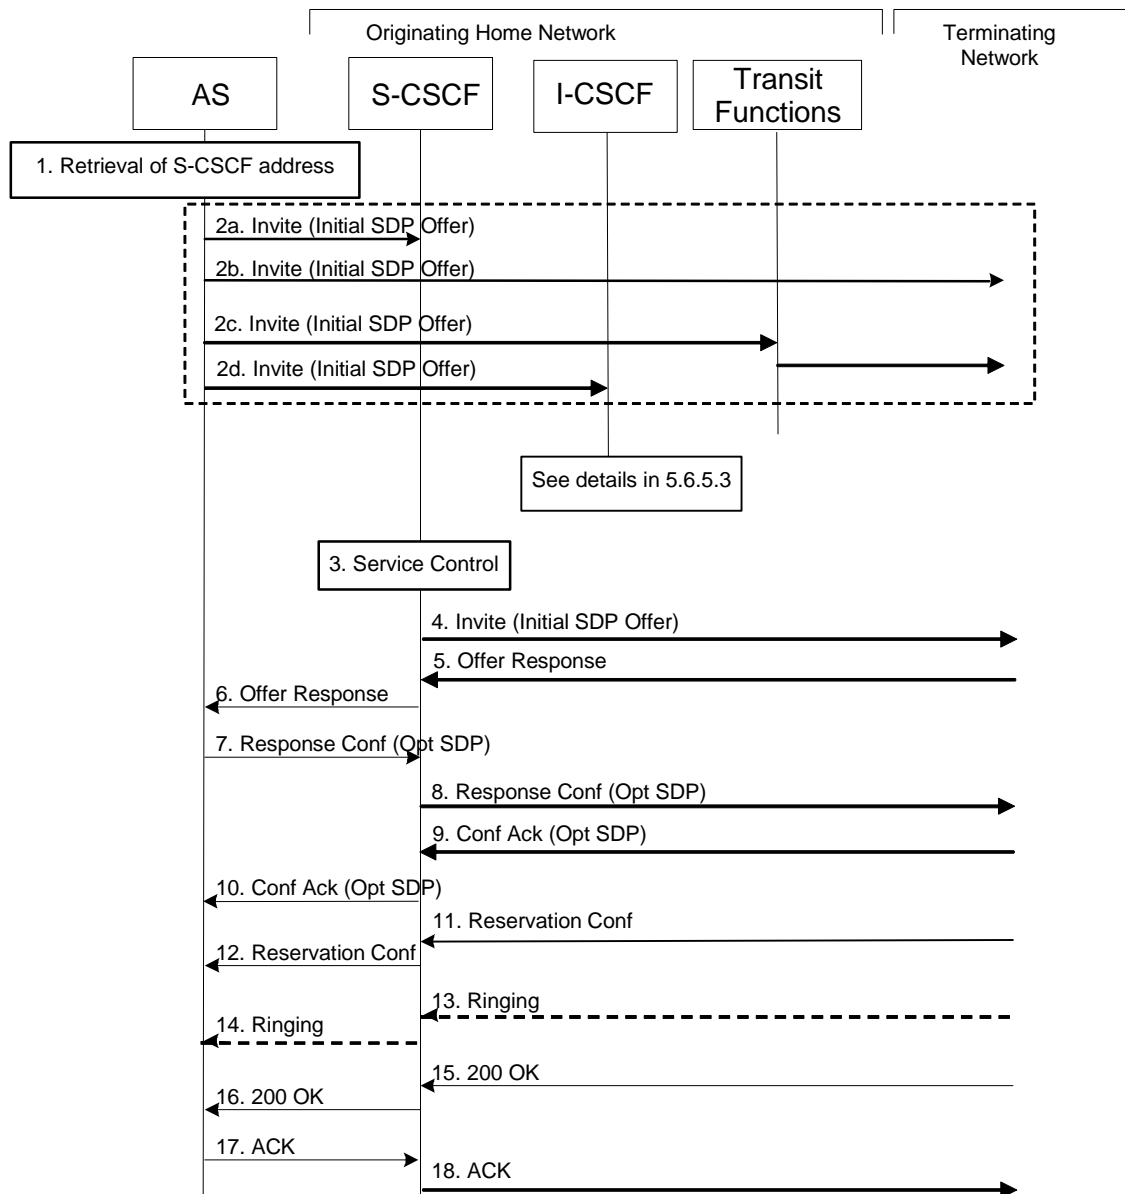 Originating Home Network
Terminating
Network
AS
S-CSCF
I-CSCF
Transit
Functions
1. Retrieval of S-CSCF address
2a. Invite (Initial SDP Offer)
2b. Invite (Initial SDP Offer)
2c. Invite (Initial SDP Offer)
2d. Invite (Initial SDP Offer)
See details in 5.6.5.3
3. Service Control
4. Invite (Initial SDP Offer)
5. Offer Response
6. Offer Response
7. Response Conf (Opt SDP)
8. Response Conf (Opt SDP)
9. Conf Ack (Opt SDP)
10. Conf Ack (Opt SDP)
11. Reservation Conf
12. Reservation Conf
13. Ringing
14. Ringing
15. 200 OK
16. 200 OK
17. ACK
18. ACK